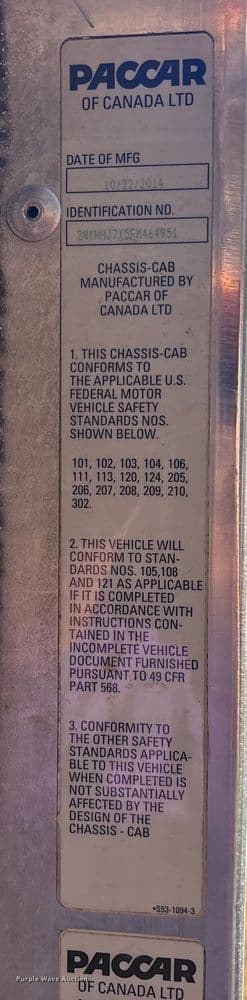 PACCAR
OF CANADA LTD
DATE OF MFG
10/22/2014
IDENTIFICATION NO.
2NKHHJ7X5FM464951
CHASSIS-CAB
MANUFACTURED BY
PACCAR OF
CANADA LTD
1. THIS CHASSIS-CAB
CONFORMS TO
THE APPLICABLE U.S.
FEDERAL MOTOR
VEHICLE SAFETY
STANDARDS NOS.
SHOWN BELOW.
101, 102, 103, 104, 106,
111, 113, 120, 124, 205,
206, 207, 208, 209, 210,
302.
2. THIS VEHICLE WILL
CONFORM TO STAN-
DARDS NOS. 105,108
AND 121 AS APPLICABLE
IF IT IS COMPLETED
IN ACCORDANCE WITH
INSTRUCTIONS CON-
TAINED IN THE
INCOMPLETE VEHICLE
DOCUMENT FURNISHED
PURSUANT TO 49 CFR
PART 568.
3. CONFORMITY TO
THE OTHER SAFETY
STANDARDS APPLICA-
BLE TO THIS VEHICLE
WHEN COMPLETED IS
NOT SUBSTANTIALLY
AFFECTED BY THE
DESIGN OF THE
CHASSIS - CAB
•S53-1094-3
PACCAR
OF CANADA LTD
Purple Wave Auction